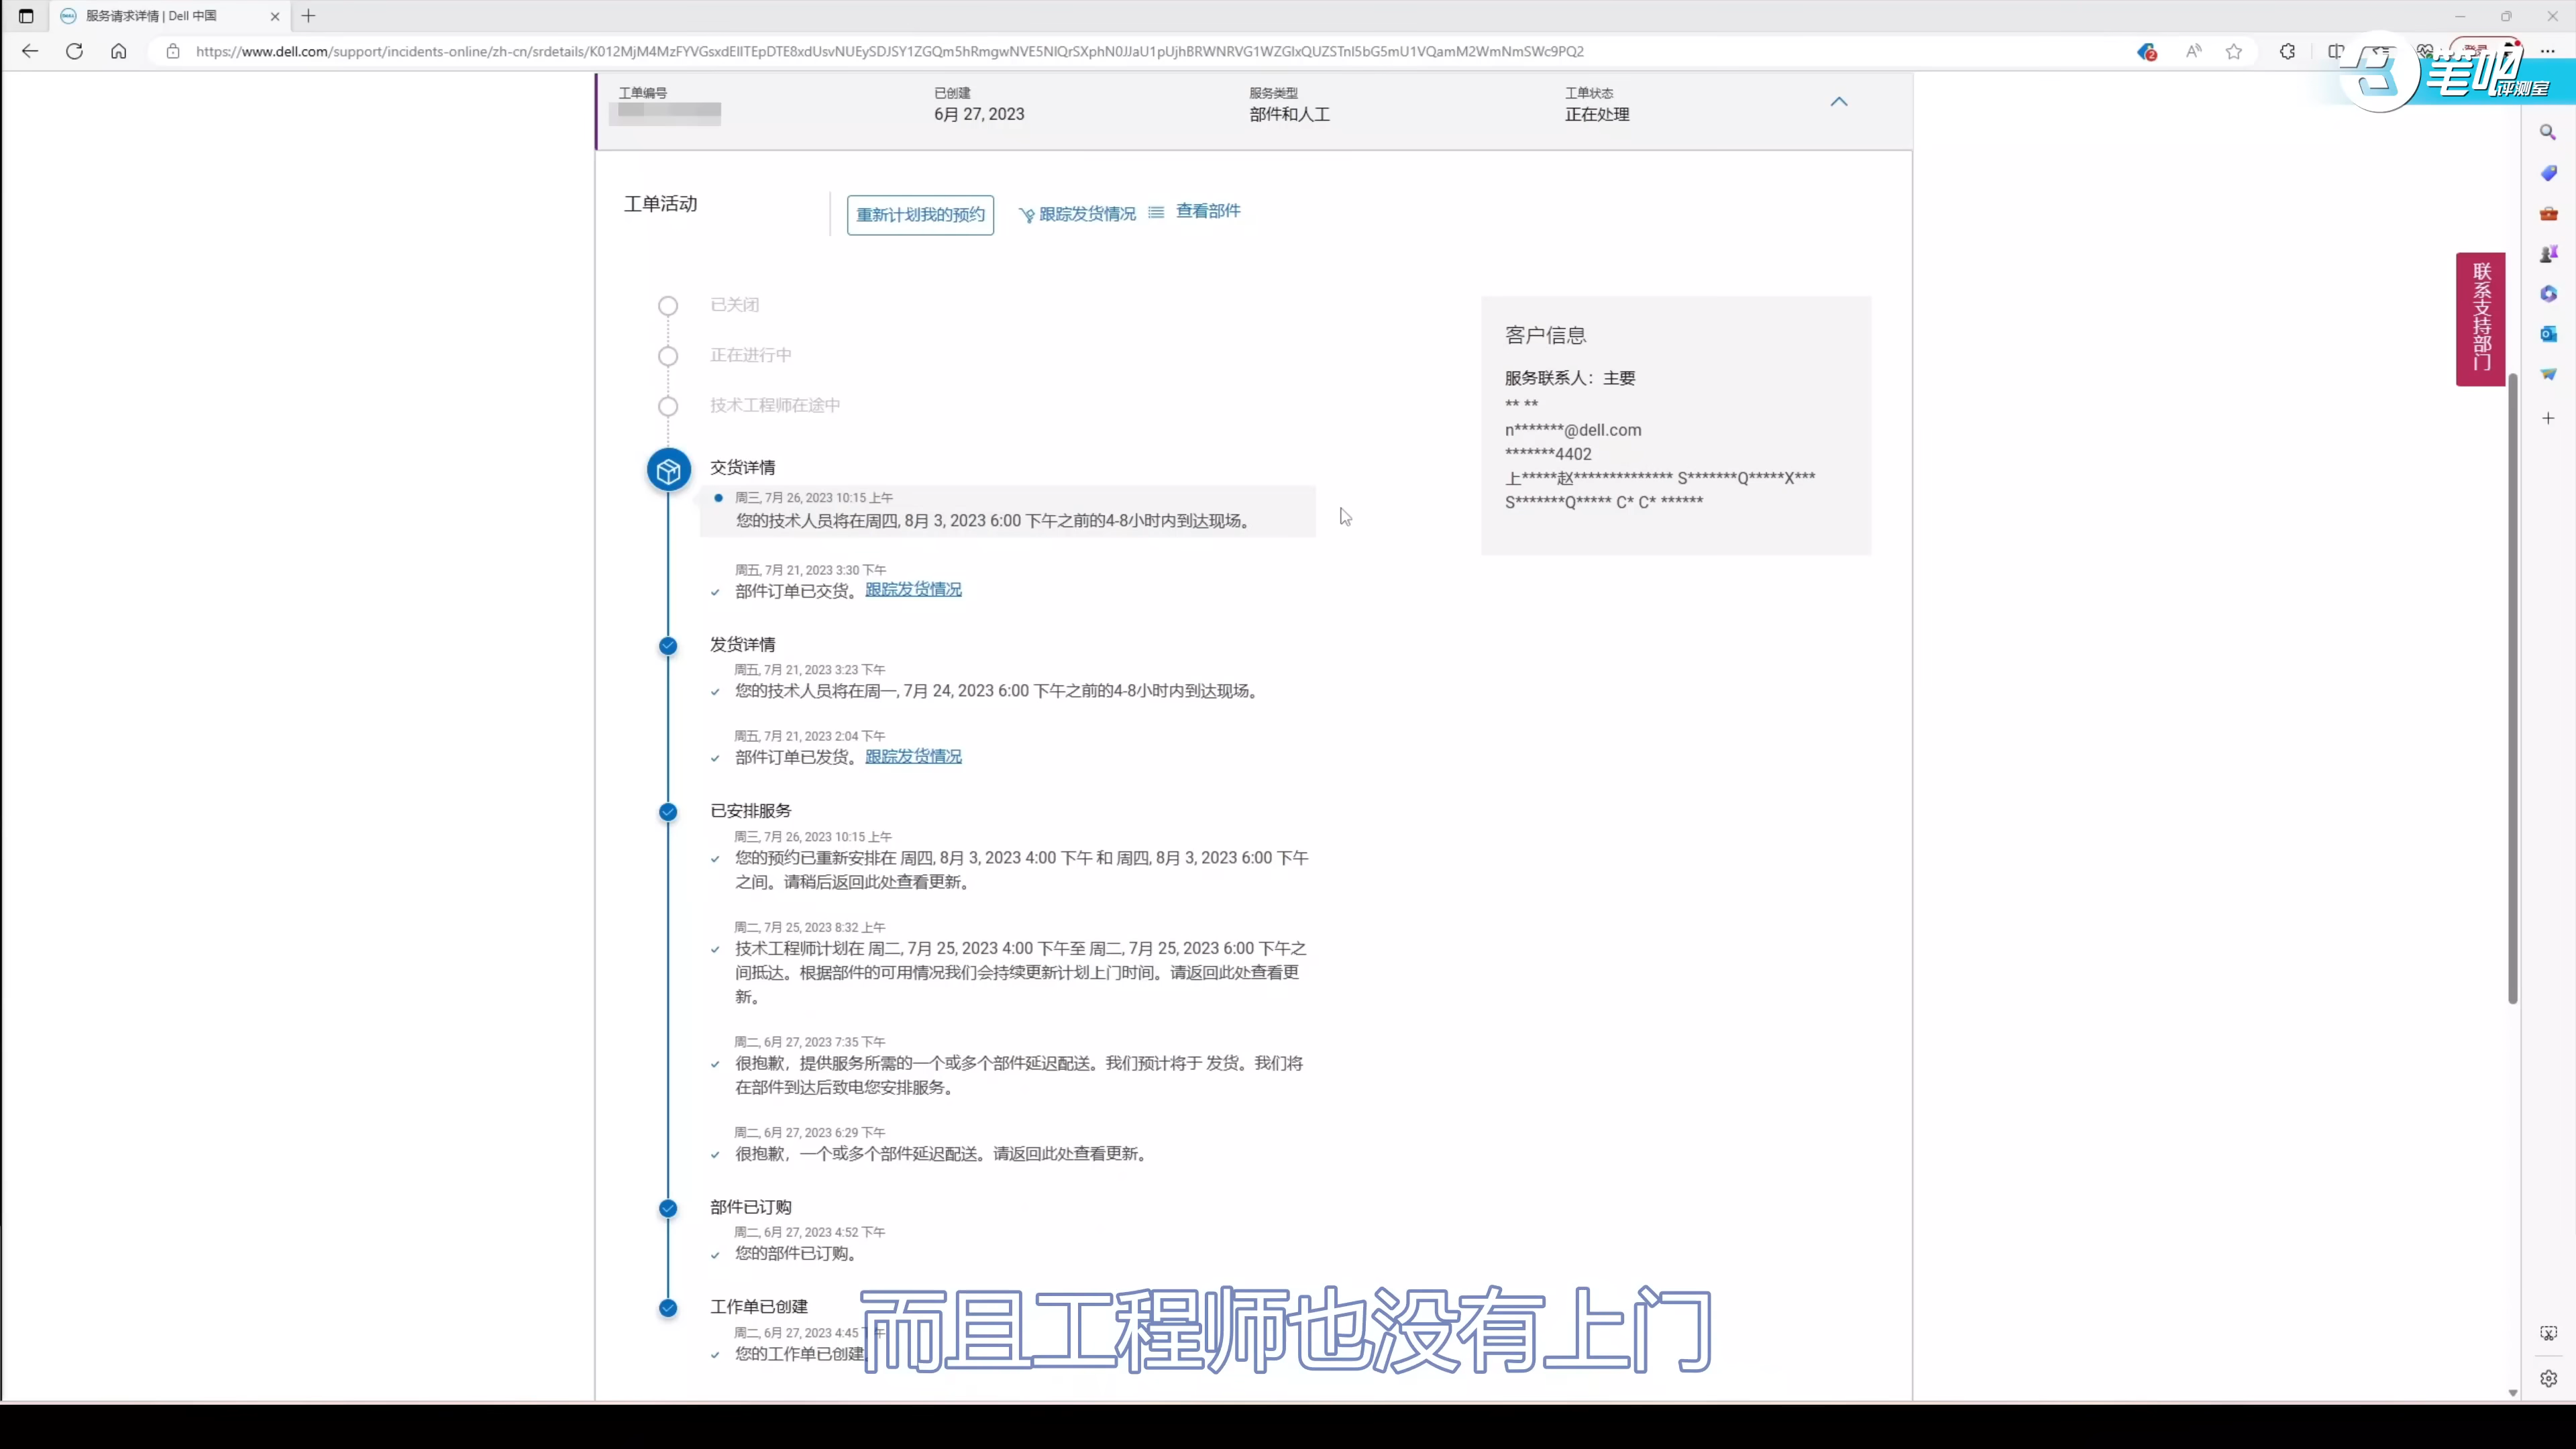 服务请求详情 | Dell 中国
https://www.dell.com/support/incidents-online/zh-cn/srdetails/K012MjM4MzFYVGsxdEllTEpDTE8xdUsvNUEySDJSY1ZGQm5hRmgwNVE5NlQrSXphN0JJaU1pUjhBRWNRVG1WZGlxQUZSTnl5bG5mU1VQamM2WmNmSWc9PQ2
笔吧评测室
工单编号
已创建
服务类型
工单状态
6月 27, 2023
部件和人工
正在处理
工单活动
重新计划我的预约
跟踪发货情况
查看部件
联系支持部门
已关闭
正在进行中
技术工程师在途中
客户信息
服务联系人：主要
** **
n*******@dell.com
*******4402
上*****赵************** S*******Q*****X***
S*******Q***** C* C* ******
交货详情
周三, 7月 26, 2023 10:15 上午
您的技术人员将在周四, 8月 3, 2023 6:00 下午之前的4-8小时内到达现场。
周五, 7月 21, 2023 3:30 下午
部件订单已交货。跟踪发货情况
发货详情
周五, 7月 21, 2023 3:23 下午
您的技术人员将在周一, 7月 24, 2023 6:00 下午之前的4-8小时内到达现场。
周五, 7月 21, 2023 2:04 下午
部件订单已发货。跟踪发货情况
已安排服务
周三, 7月 26, 2023 10:15 上午
您的预约已重新安排在 周四, 8月 3, 2023 4:00 下午 和 周四, 8月 3, 2023 6:00 下午
之间。请稍后返回此处查看更新。
周二, 7月 25, 2023 8:32 上午
技术工程师计划在 周二, 7月 25, 2023 4:00 下午至 周二, 7月 25, 2023 6:00 下午之
间抵达。根据部件的可用情况我们会持续更新计划上门时间。请返回此处查看更
新。
周二, 6月 27, 2023 7:35 下午
很抱歉，提供服务所需的一个或多个部件延迟配送。我们预计将于 发货。我们将
在部件到达后致电您安排服务。
周二, 6月 27, 2023 6:29 下午
很抱歉，一个或多个部件延迟配送。请返回此处查看更新。
部件已订购
周二, 6月 27, 2023 4:52 下午
您的部件已订购。
工作单已创建
周二, 6月 27, 2023 4:45 下午
您的工作单已创建
而且工程师也没有上门